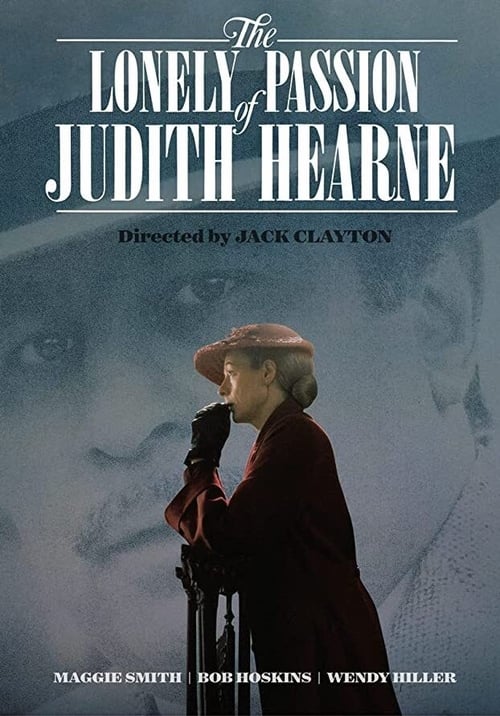 The
LONELY PASSION
of
JUDITH HEARNE
Directed by JACK CLAYTON
MAGGIE SMITH | BOB HOSKINS | WENDY HILLER